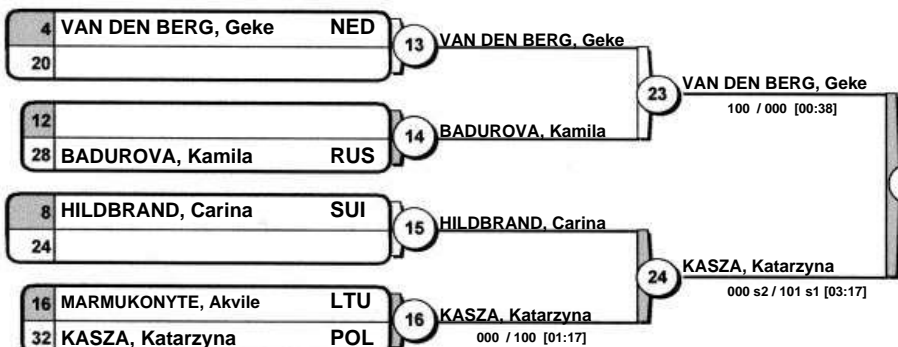 4 VAN DEN BERG, Geke NED
20
13
VAN DEN BERG, Geke
12
28 BADUROVA, Kamila RUS
14
BADUROVA, Kamila
23
VAN DEN BERG, Geke
100 / 000 [00:38]
8 HILDBRAND, Carina SUI
24
15
HILDBRAND, Carina
16 MARMUKONYTE, Akvile LTU
32 KASZA, Katarzyna POL
16
KASZA, Katarzyna
000 / 100 [01:17]
24
KASZA, Katarzyna
000 s2 / 101 s1 [03:17]